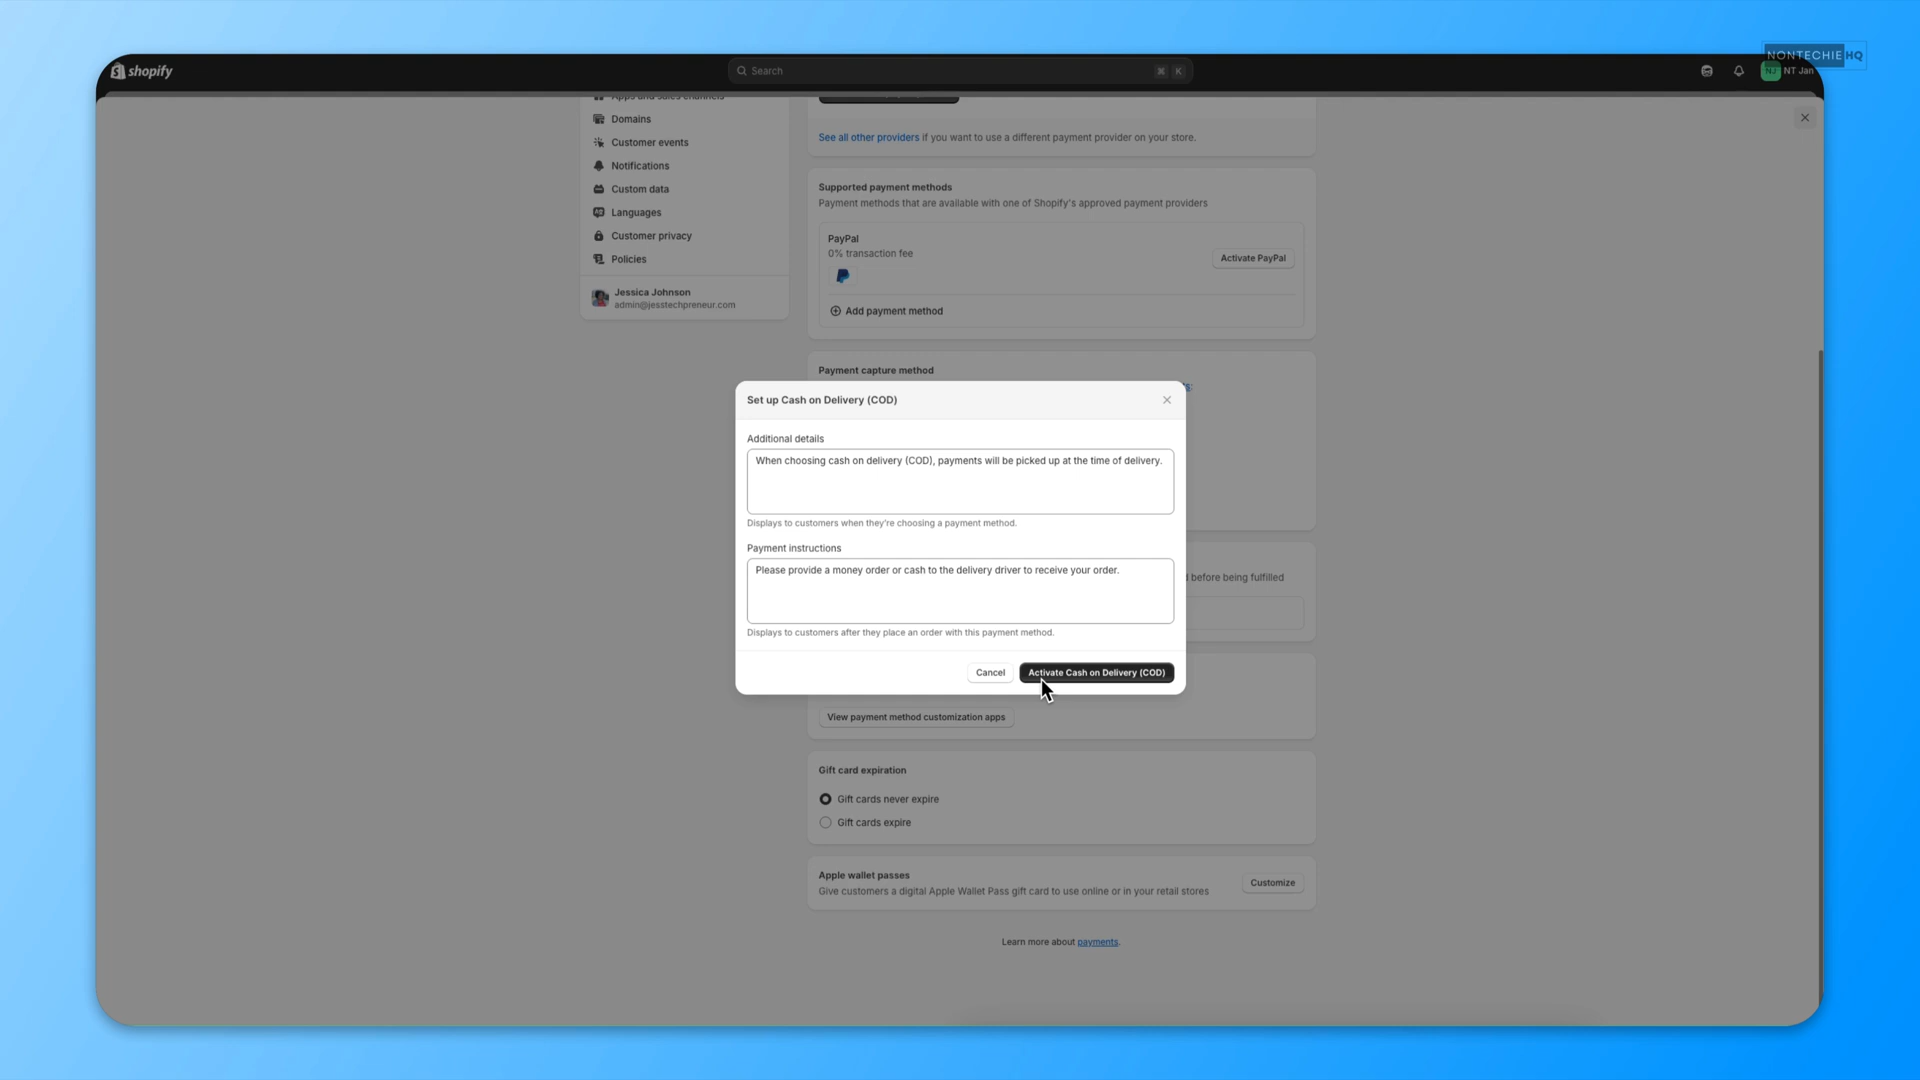 NONTECHIEHQ
shopify
Search
⌘ K
NJ NT Jan
Apps and sales channels
Domains
Customer events
Notifications
Custom data
Languages
Customer privacy
Policies
Jessica Johnson
admin@jesstechpreneur.com
See all other providers if you want to use a different payment provider on your store.
Supported payment methods
Payment methods that are available with one of Shopify's approved payment providers
PayPal
0% transaction fee
Activate PayPal
Add payment method
Payment capture method
s:
Set up Cash on Delivery (COD)
Additional details
When choosing cash on delivery (COD), payments will be picked up at the time of delivery.
Displays to customers when they're choosing a payment method.
Payment instructions
Please provide a money order or cash to the delivery driver to receive your order.
Displays to customers after they place an order with this payment method.
Cancel
Activate Cash on Delivery (COD)
before being fulfilled
View payment method customization apps
Gift card expiration
Gift cards never expire
Gift cards expire
Apple wallet passes
Give customers a digital Apple Wallet Pass gift card to use online or in your retail stores
Customize
Learn more about payments.